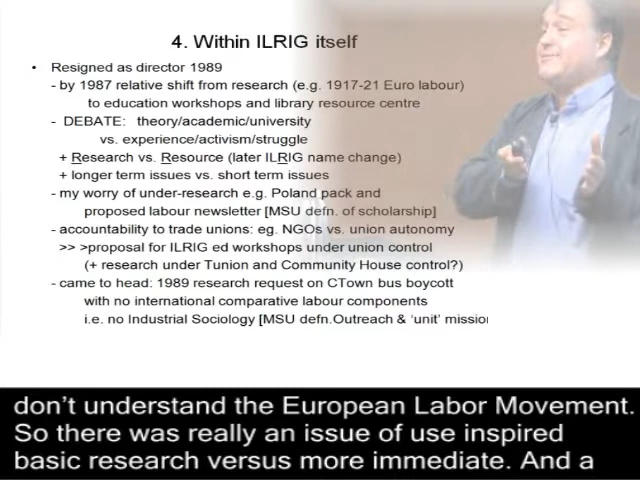 4. Within ILRIG itself
• Resigned as director 1989
- by 1987 relative shift from research (e.g. 1917-21 Euro labour)
to education workshops and library resource centre
- DEBATE: theory/academic/university
vs. experience/activism/struggle
+ Research vs. Resource (later ILRIG name change)
+ longer term issues vs. short term issues
- my worry of under-research e.g. Poland pack and
proposed labour newsletter [MSU defn. of scholarship]
- accountability to trade unions: eg. NGOs vs. union autonomy
>> >proposal for ILRIG ed workshops under union control
(+ research under Tunion and Community House control?)
- came to head: 1989 research request on CTown bus boycott
with no international comparative labour components
i.e. no Industrial Sociology [MSU defn.Outreach & 'unit' mission
don't understand the European Labor Movement.
So there was really an issue of use inspired
basic research versus more immediate. And a